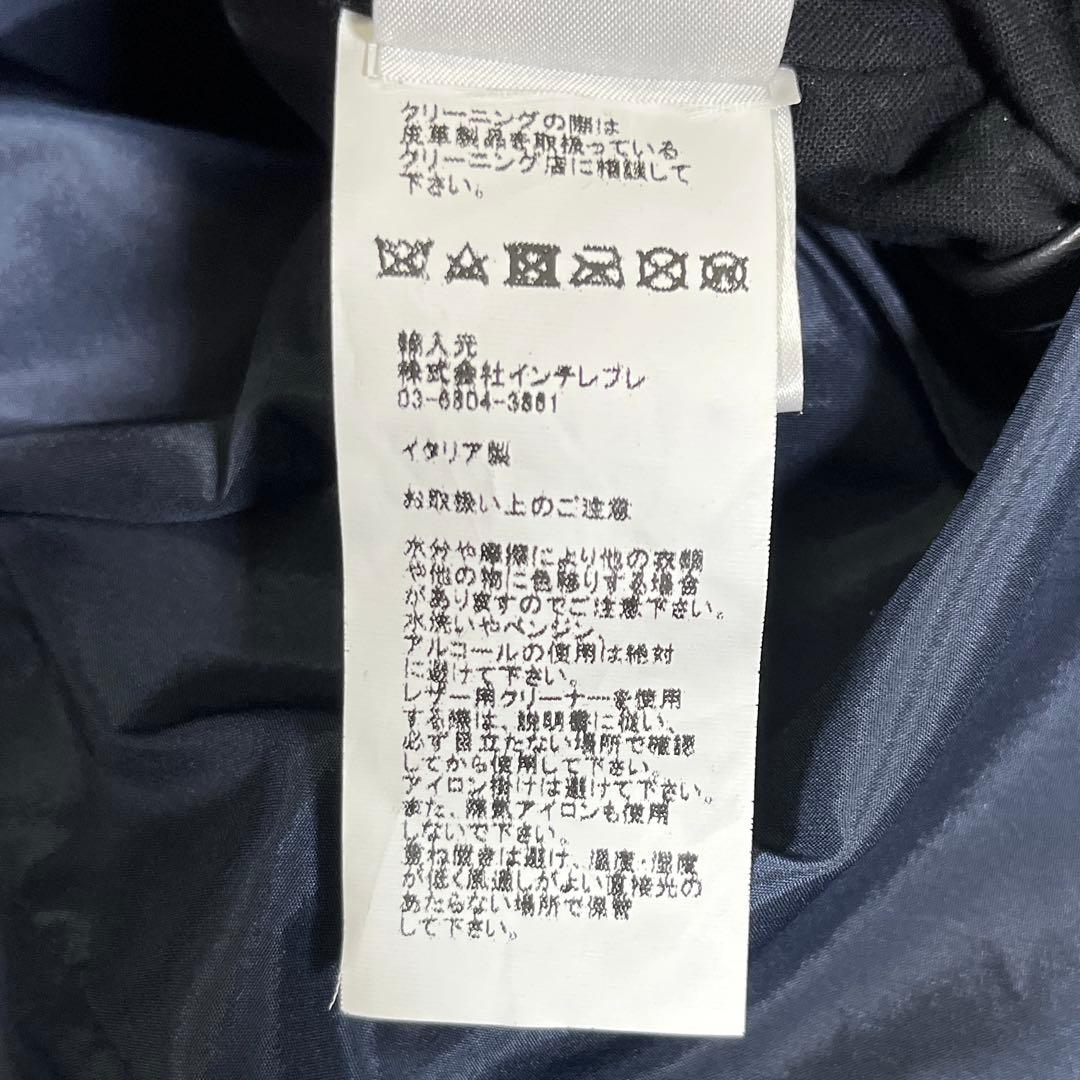 クリーニングの際は
皮革製品を取扱っている
クリーニング店に相談して
下さい。
輸入元
株式会社インテレプレ
03-6804-3861
イタリア製
お取扱い上のご注意
水分や摩擦により他の衣類
や他の物に色移りする場合
がありますのでご注意下さい。
水洗いやベンジン、
アルコールの使用は絶対
に避けて下さい。
レザー用クリーナーを使用
する際は、説明書に従い、
必ず目立たない場所で確認
してから使用して下さい。
アイロン掛けは避けて下さい。
また、蒸気アイロンも使用
しないで下さい。
重ね置きは避け、温度・湿度
が低く風通しがよい直接光の
あたらない場所で保管
して下さい。